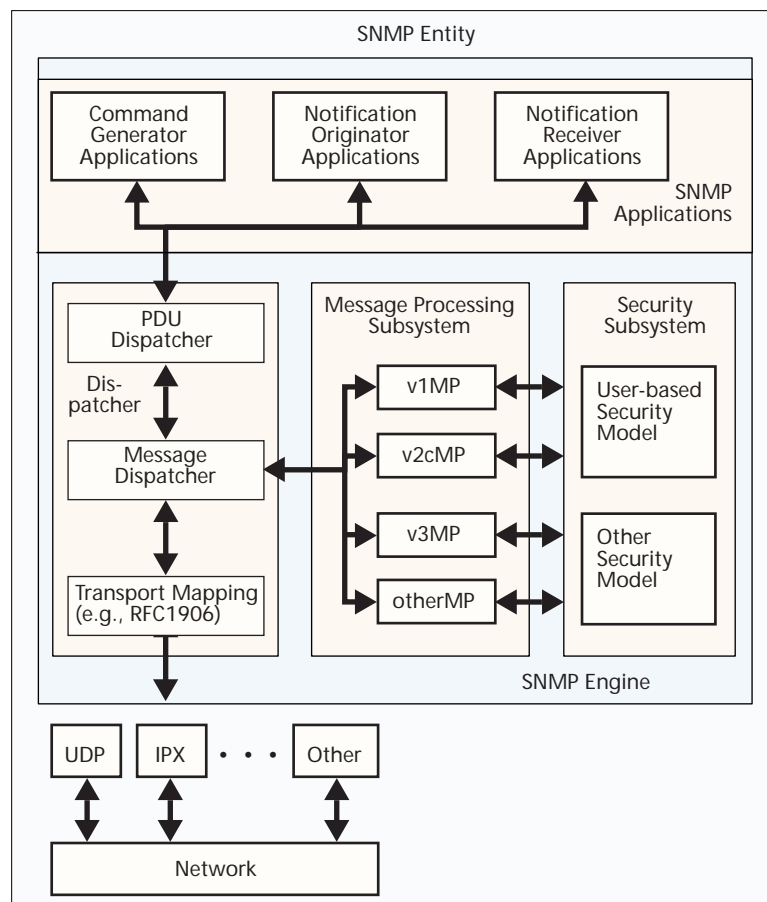 SNMP Entity
Command
Generator
Applications
Notification
Originator
Applications
Notification
Receiver
Applications
SNMP
Applications
PDU
Dispatcher
Dis-
patcher
Message
Dispatcher
Transport Mapping
(e.g., RFC1906)
Message Processing
Subsystem
v1MP
v2cMP
v3MP
otherMP
Security
Subsystem
User-based
Security
Model
Other
Security
Model
SNMP Engine
UDP
IPX
• • •
Other
Network